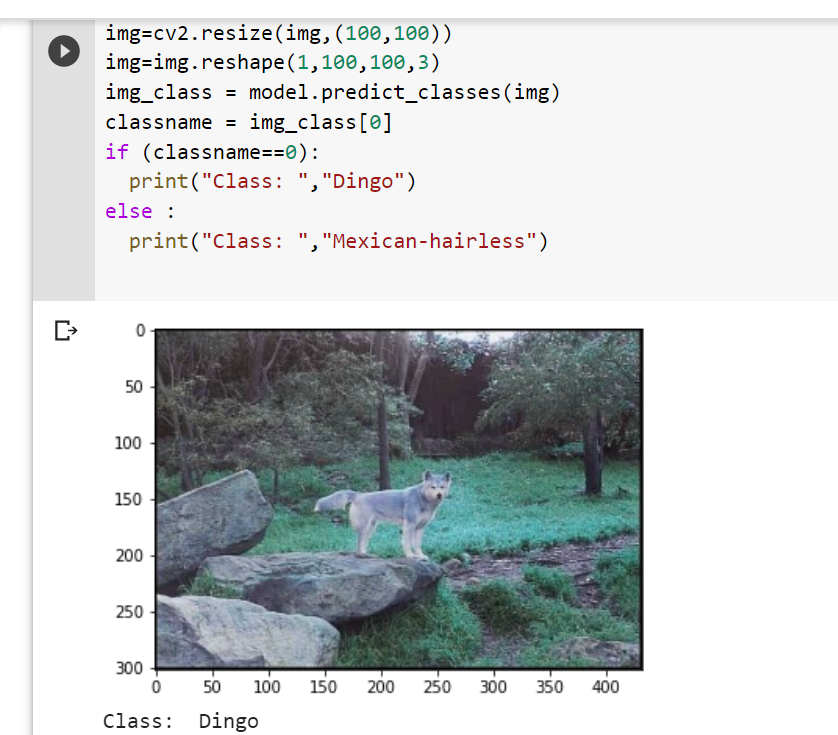 img=cv2.resize(img,(100,100))
img=img.reshape(1,100,100,3)
img_class = model.predict_classes(img)
classname = img_class[0]
if (classname==0):
  print("Class: ","Dingo")
else :
  print("Class: ","Mexican-hairless")
0
50
100
150
200
250
300
0 50 100 150 200 250 300 350 400
Class:  Dingo